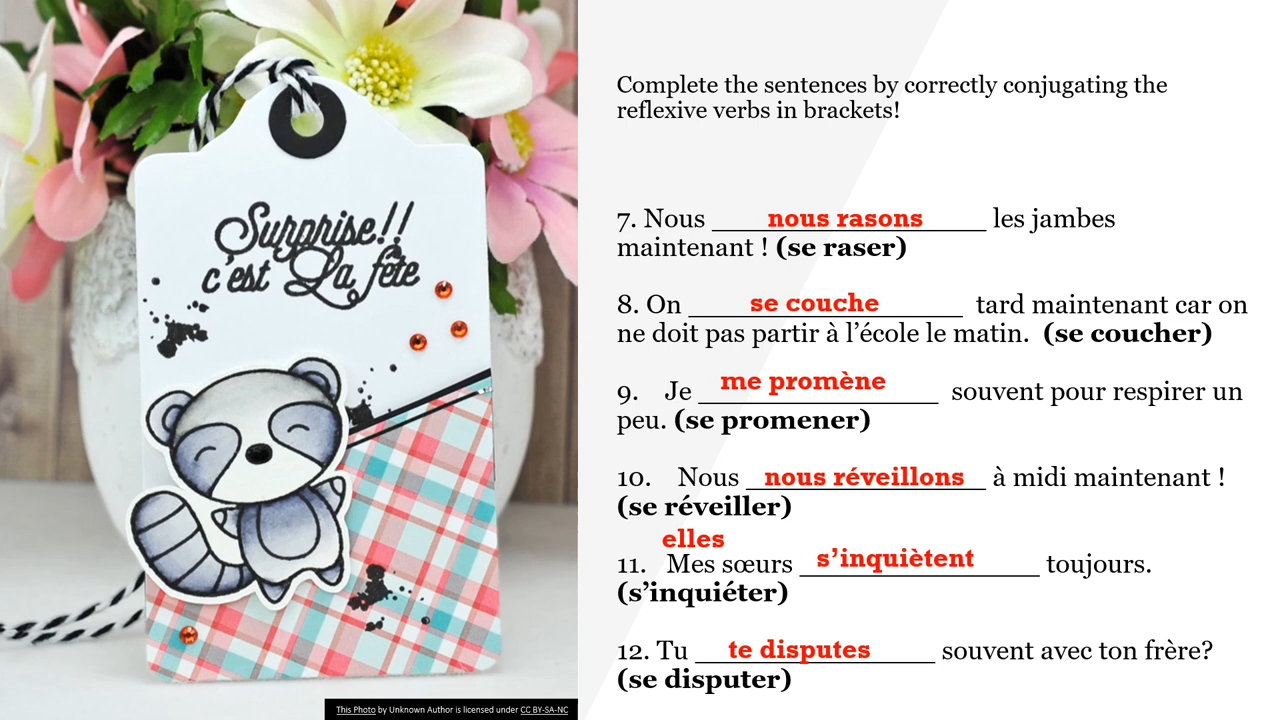 Surprise!!
c'est La fête
This Photo by Unknown Author is licensed under CC BY-SA-NC
Complete the sentences by correctly conjugating the
reflexive verbs in brackets!
7. Nous nous rasons les jambes
maintenant ! (se raser)
8. On se couche tard maintenant car on
ne doit pas partir à l’école le matin. (se coucher)
9. Je me promène souvent pour respirer un
peu. (se promener)
10. Nous nous réveillons à midi maintenant !
(se réveiller)
elles
11. Mes sœurs s’inquiètent toujours.
(s’inquiéter)
12. Tu te disputes souvent avec ton frère?
(se disputer)